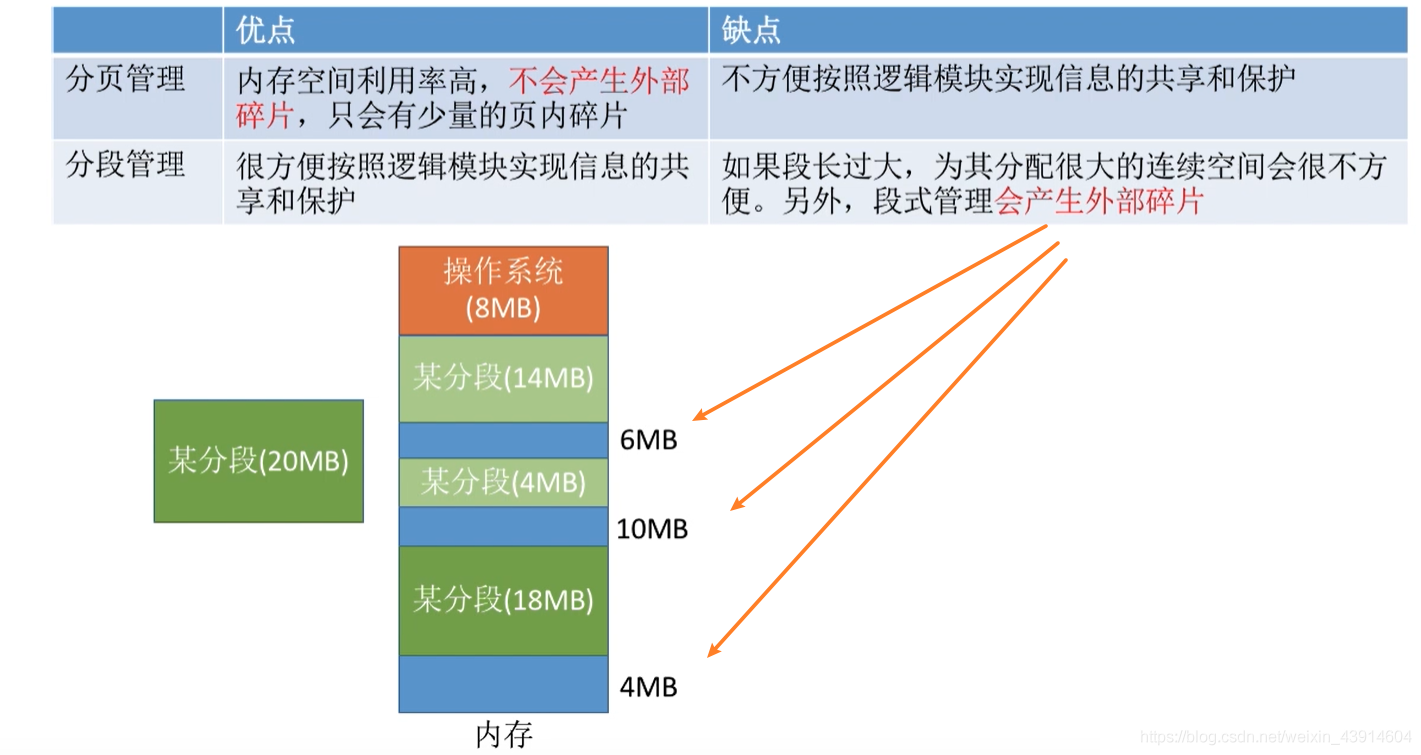 优点
缺点
分页管理
内存空间利用率高，不会产生外部
碎片，只会有少量的页内碎片
不方便按照逻辑模块实现信息的共享和保护
分段管理
很方便按照逻辑模块实现信息的共
享和保护
如果段长过大，为其分配很大的连续空间会很不方
便。另外，段式管理会产生外部碎片
操作系统
(8MB)
某分段(14MB)
6MB
某分段(20MB)
某分段(4MB)
10MB
某分段(18MB)
4MB
内存
https://blog.csdn.net/weixin_43914604